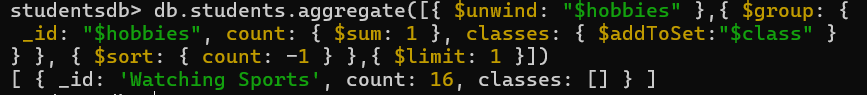 studentsdb> db.students.aggregate([{ $unwind: "$hobbies" },{ $group: {
 _id: "$hobbies", count: { $sum: 1 }, classes: { $addToSet:"$class" }
} }, { $sort: { count: -1 } },{ $limit: 1 }])
[ { _id: 'Watching Sports', count: 16, classes: [] } ]